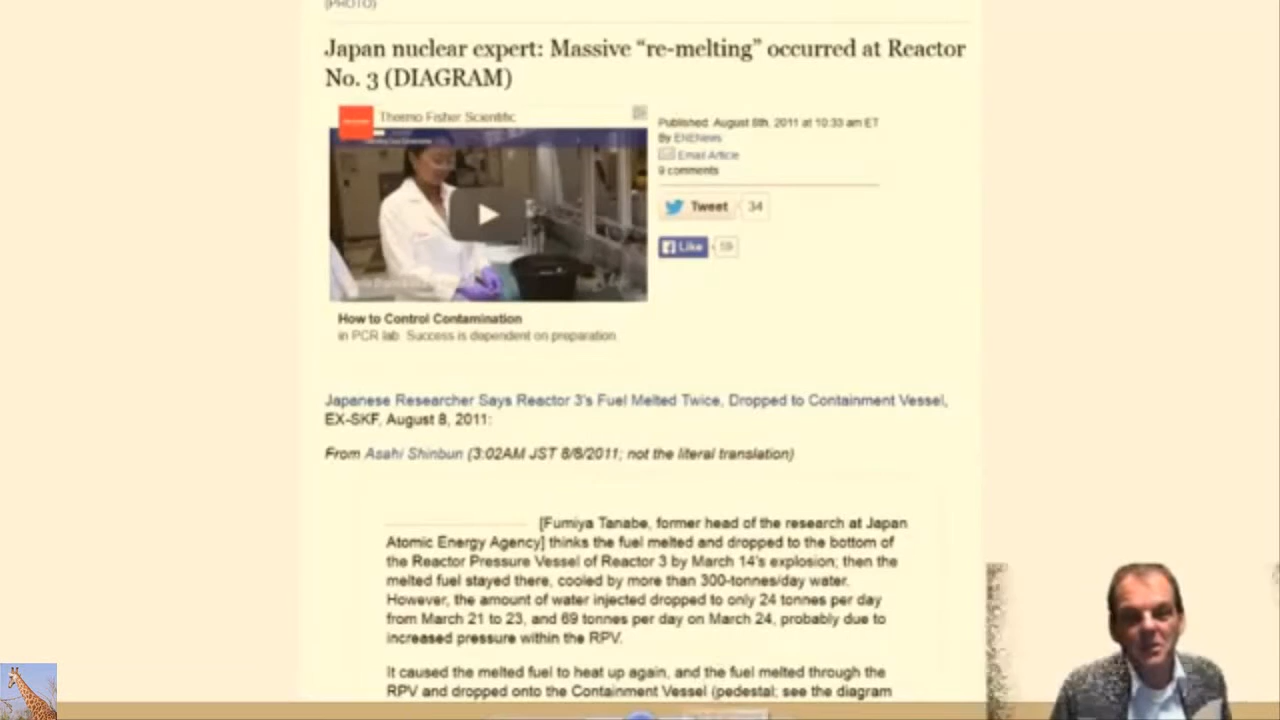 (PHOTO)
Japan nuclear expert: Massive “re-melting” occurred at Reactor
No. 3 (DIAGRAM)
Thermo Fisher Scientific
Published: August 8th, 2011 at 10:33 am ET
By ENENews
Email Article
9 comments
Tweet 34
Like 59
How to Control Contamination
in PCR lab. Success is dependent on preparation.
Japanese Researcher Says Reactor 3's Fuel Melted Twice, Dropped to Containment Vessel,
EX-SKF, August 8, 2011:
From Asahi Shinbun (3:02AM JST 8/8/2011; not the literal translation)
[Fumiya Tanabe, former head of the research at Japan
Atomic Energy Agency] thinks the fuel melted and dropped to the bottom of
the Reactor Pressure Vessel of Reactor 3 by March 14's explosion; then the
melted fuel stayed there, cooled by more than 300-tonnes/day water.
However, the amount of water injected dropped to only 24 tonnes per day
from March 21 to 23, and 69 tonnes per day on March 24, probably due to
increased pressure within the RPV.
It caused the melted fuel to heat up again, and the fuel melted through the
RPV and dropped onto the Containment Vessel (pedestal; see the diagram